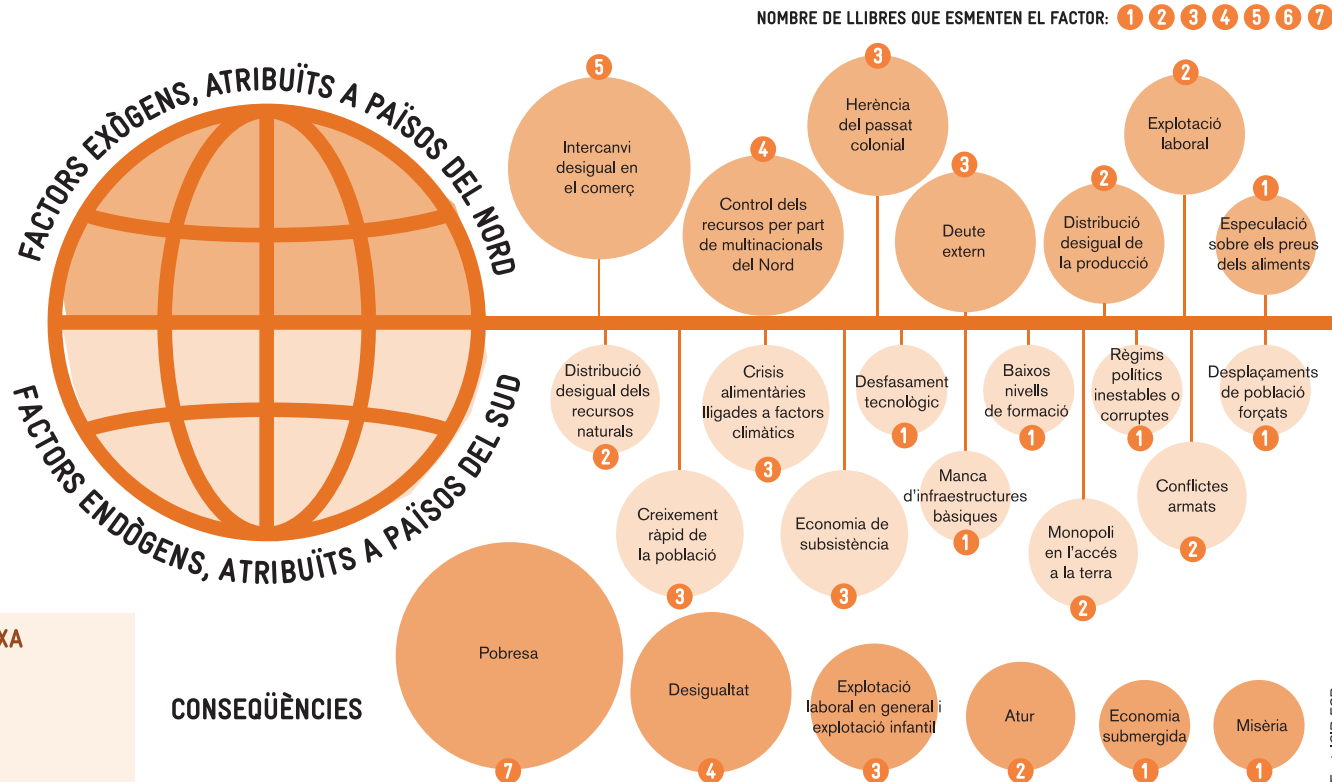 NOMBRE DE LLIBRES QUE ESMENTEN EL FACTOR: 1 2 3 4 5 6 7
FACTORS EXÒGENS, ATRIBUÏTS A PAÏSOS DEL NORD
5
Intercanvi
desigual en
el comerç
4
Control dels
recursos per part
de multinacionals
del Nord
3
Herència
del passat
colonial
3
Deute
extern
2
Distribució
desigual de
la producció
2
Explotació
laboral
1
Especulació
sobre els preus
dels aliments
FACTORS ENDÒGENS, ATRIBUÏTS A PAÏSOS DEL SUD
Distribució
desigual dels
recursos
naturals
2
Creixement
ràpid de
la població
3
Crisis
alimentàries
lligades a factors
climàtics
3
Economia de
subsistència
3
Desfasament
tecnològic
1
Manca
d'infraestructures
bàsiques
1
Baixos
nivells
de formació
1
Monopoli
en l'accés
a la terra
2
Règims
polítics
inestables o
corruptes
1
Conflictes
armats
2
Desplaçaments
de població
forçats
1
XA
CONSEQÜÈNCIES
Pobresa
7
Desigualtat
4
Explotació
laboral en general i
explotació infantil
3
Atur
2
Economia
submergida
1
Misèria
1